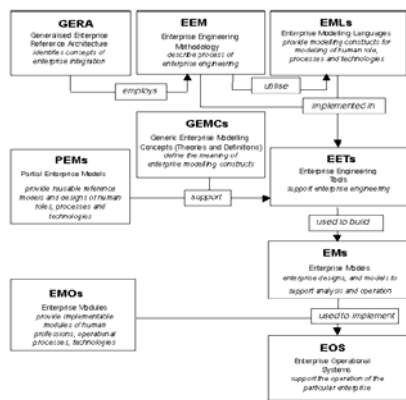 GERA
Generalised Enterprise
Reference Architecture
identifies concepts of
enterprise integration
EEM
Enterprise Engineering
Methodology
describe process of
enterprise engineering
EMLs
Enterprise Modelling Languages
provide modelling constructs for
modelling of human role,
processes and technologies
employs
utilise
implemented in
GEMCs
Generic Enterprise Modelling
Concepts (Theories and Definitions)
define the meaning of
enterprise modelling constructs
PEMs
Partial Enterprise Models
provide reusable reference
models and designs of human
roles, processes and
technologies
support
EETs
Enterprise Engineering
Tools
support enterprise engineering
used to build
EMs
Enterprise Models
enterprise designs, and models to
support analysis and operation
EMOs
Enterprise Modules
provide implementable
modules of human
professions, operational
processes, technologies
used to implement
EOS
Enterprise Operational
Systems
support the operation of the
particular enterprise